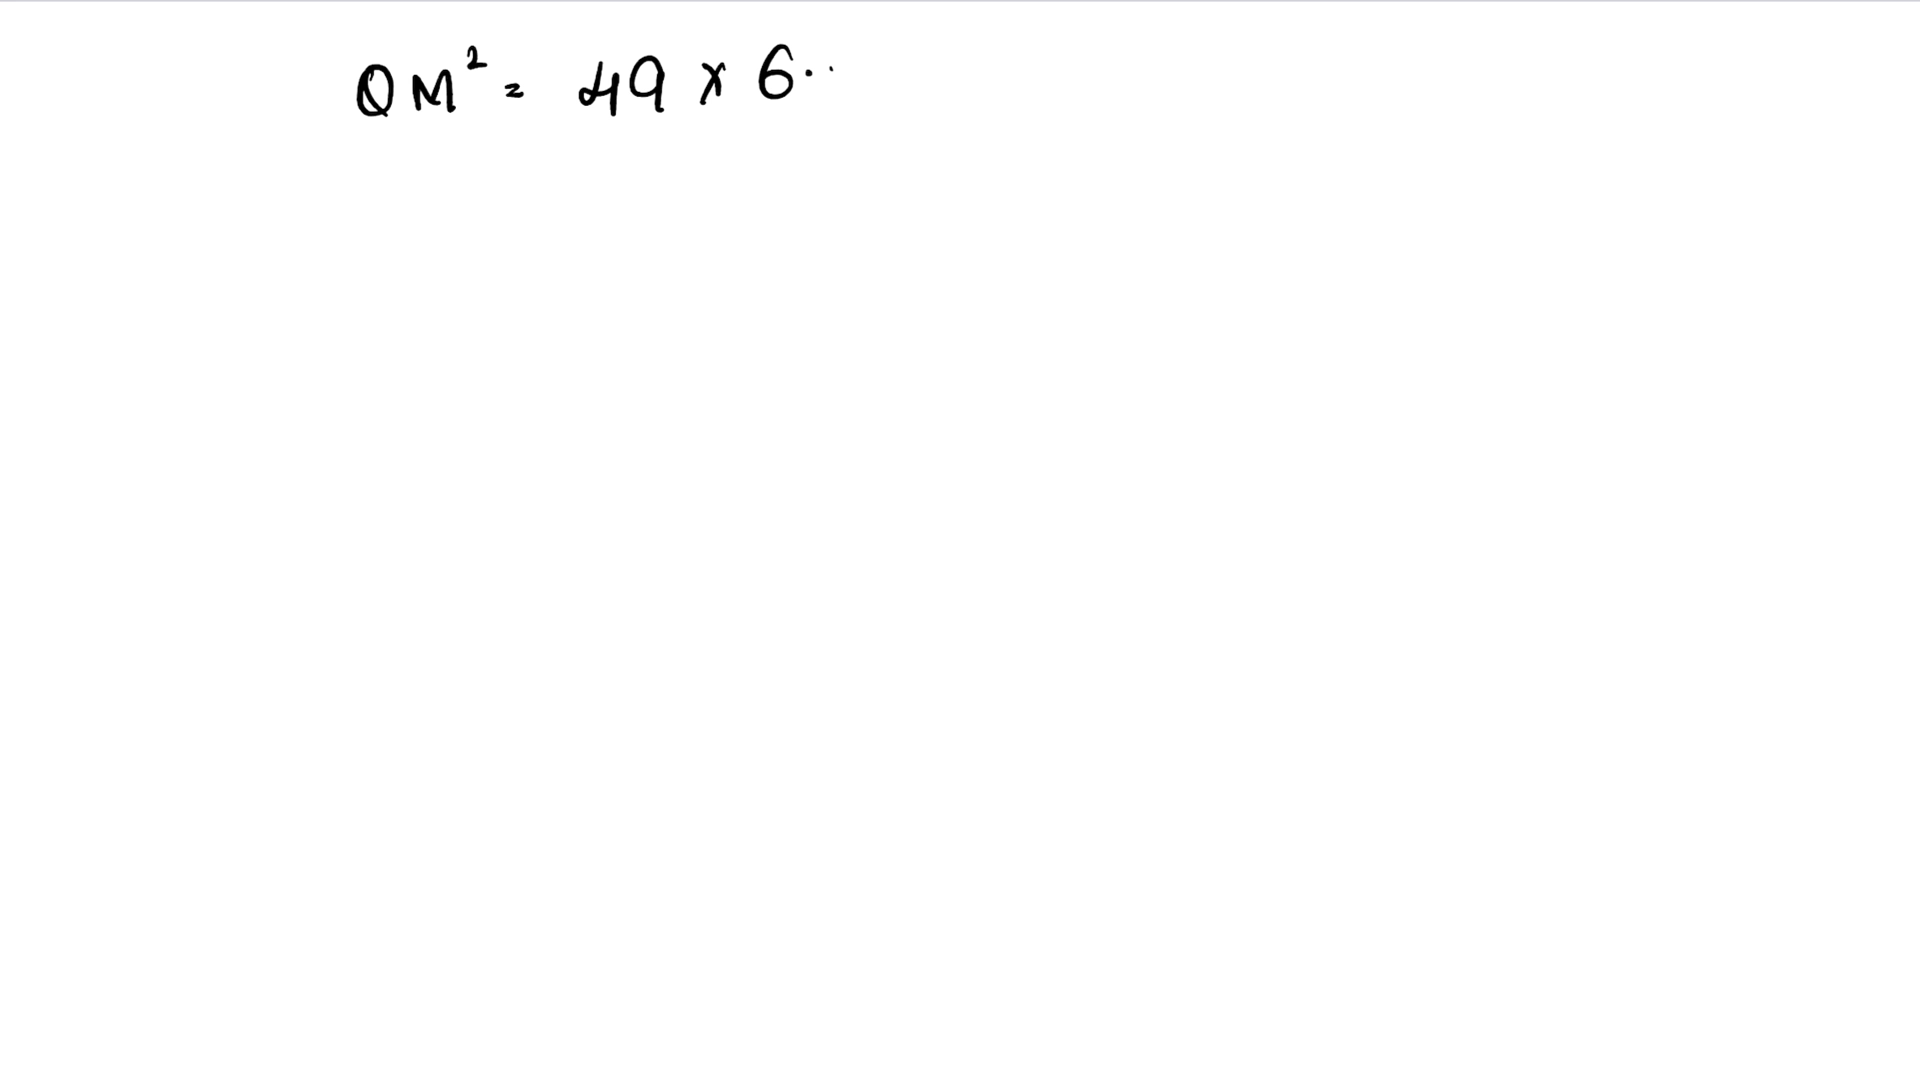 QM² = 49 × 6..